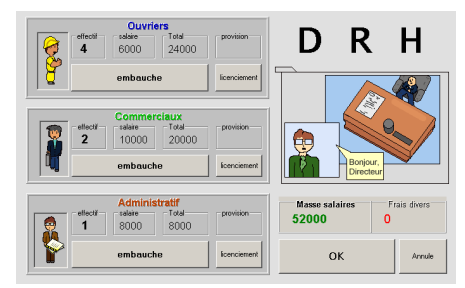 Ouvriers
effectif salaire Total provision
4 6000 24000
embauche licenciement
Commerciaux
effectif salaire Total provision
2 10000 20000
embauche licenciement
Administratif
effectif salaire Total provision
1 8000 8000
embauche licenciement
D R H
Bonjour,
Directeur
Masse salaires Frais divers
52000 0
OK Annule